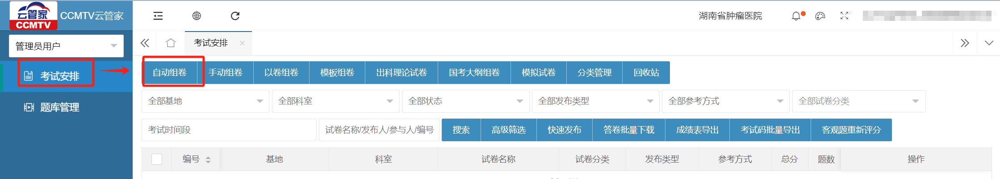 云管家
CCMTV
CCMTV云管家
湖南省肿瘤医院
管理员用户
考试安排
考试安排
题库管理
自动组卷 手动组卷 以卷组卷 模板组卷 出科理论试卷 国考大纲组卷 模拟试卷 分类管理 回收站
全部基地 全部科室 全部状态 全部发布类型 全部参考方式 全部试卷分类
考试时间段 试卷名称/发布人/参与人/编号 搜索 高级筛选 快速发布 答卷批量下载 成绩表导出 考试码批量导出 客观题重新评分
编号 基地 科室 试卷名称 试卷分类 发布类型 参考方式 总分 题数 操作